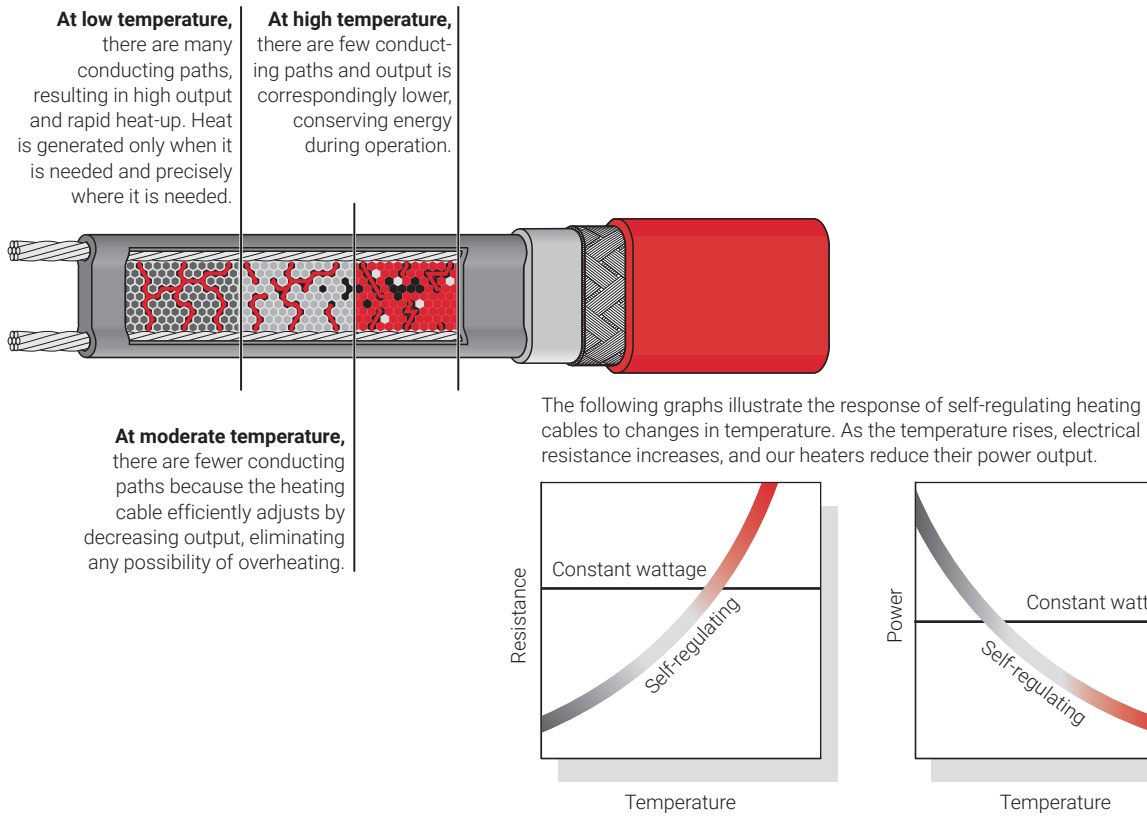 At low temperature,
there are many
conducting paths,
resulting in high output
and rapid heat-up. Heat
is generated only when it
is needed and precisely
where it is needed.
At high temperature,
there are few conduct-
ing paths and output is
correspondingly lower,
conserving energy
during operation.
At moderate temperature,
there are fewer conducting
paths because the heating
cable efficiently adjusts by
decreasing output, eliminating
any possibility of overheating.
The following graphs illustrate the response of self-regulating heating
cables to changes in temperature. As the temperature rises, electrical
resistance increases, and our heaters reduce their power output.
Resistance
Constant wattage
Self-regulating
Temperature
Power
Constant watt
Self-regulating
Temperature